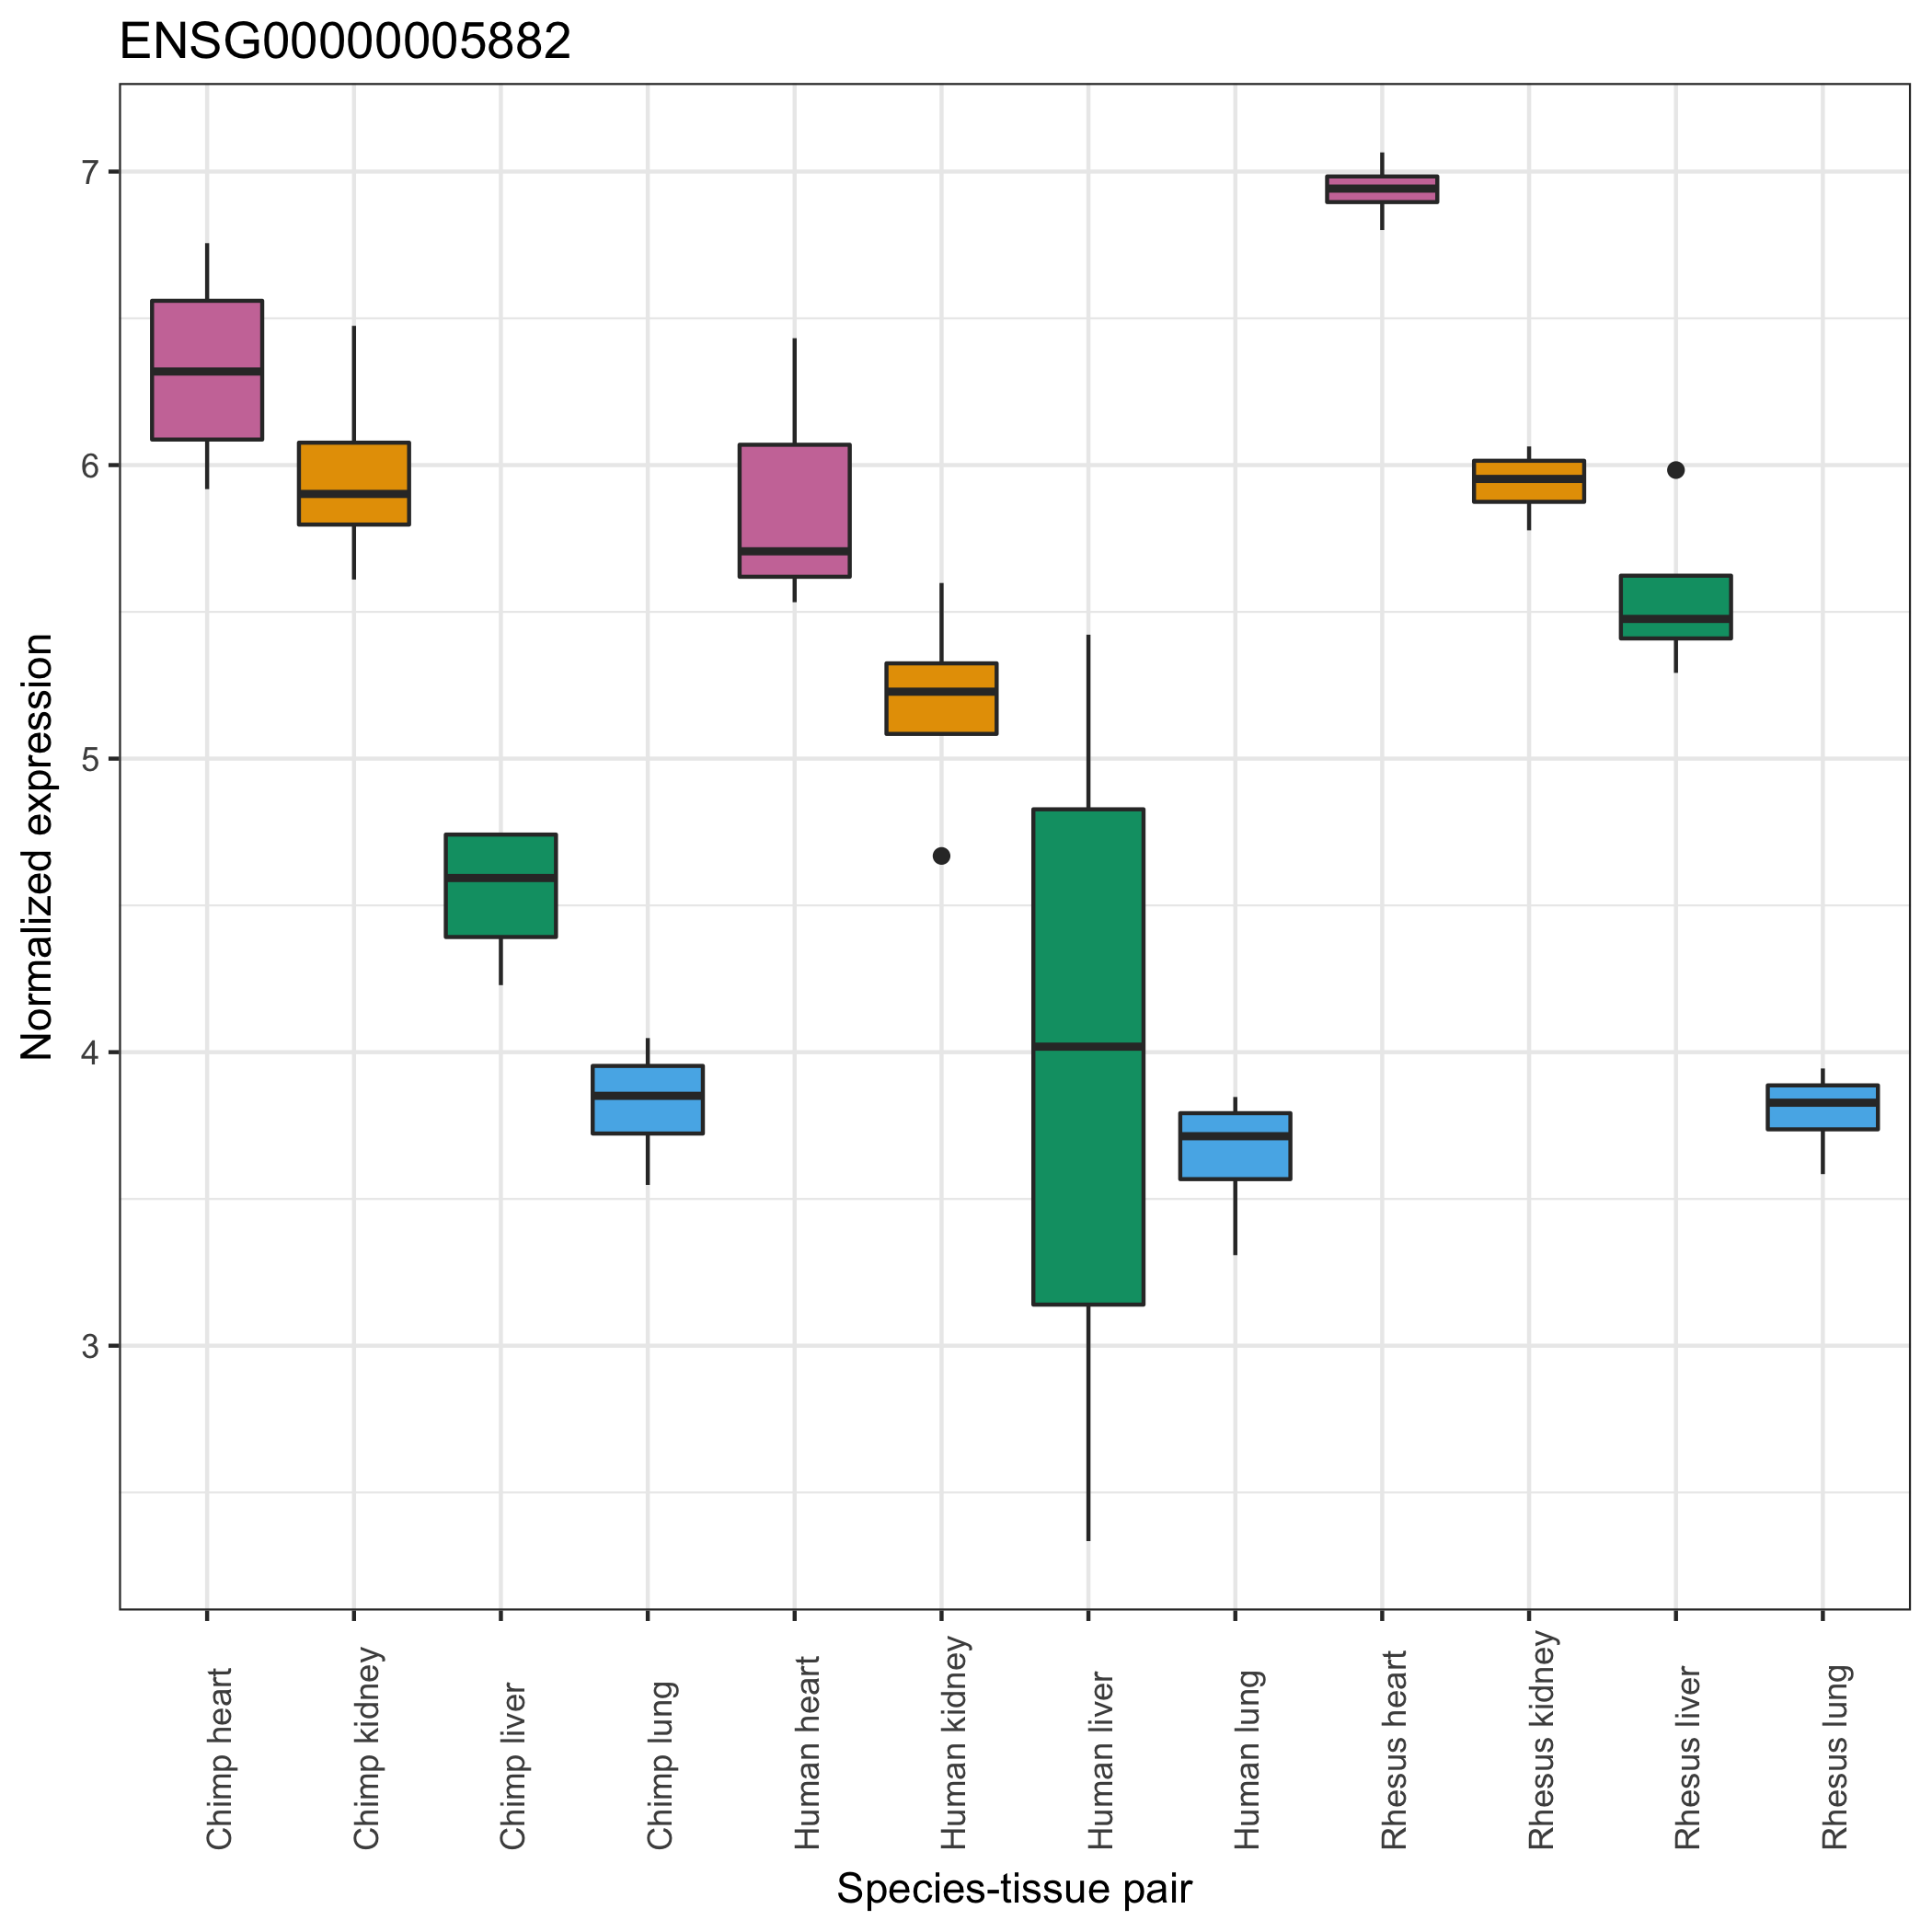 ENSG00000005882
Normalized expression
7
6
5
4
3
Chimp heart
Chimp kidney
Chimp liver
Chimp lung
Human heart
Human kidney
Human liver
Human lung
Rhesus heart
Rhesus kidney
Rhesus liver
Rhesus lung
Species-tissue pair